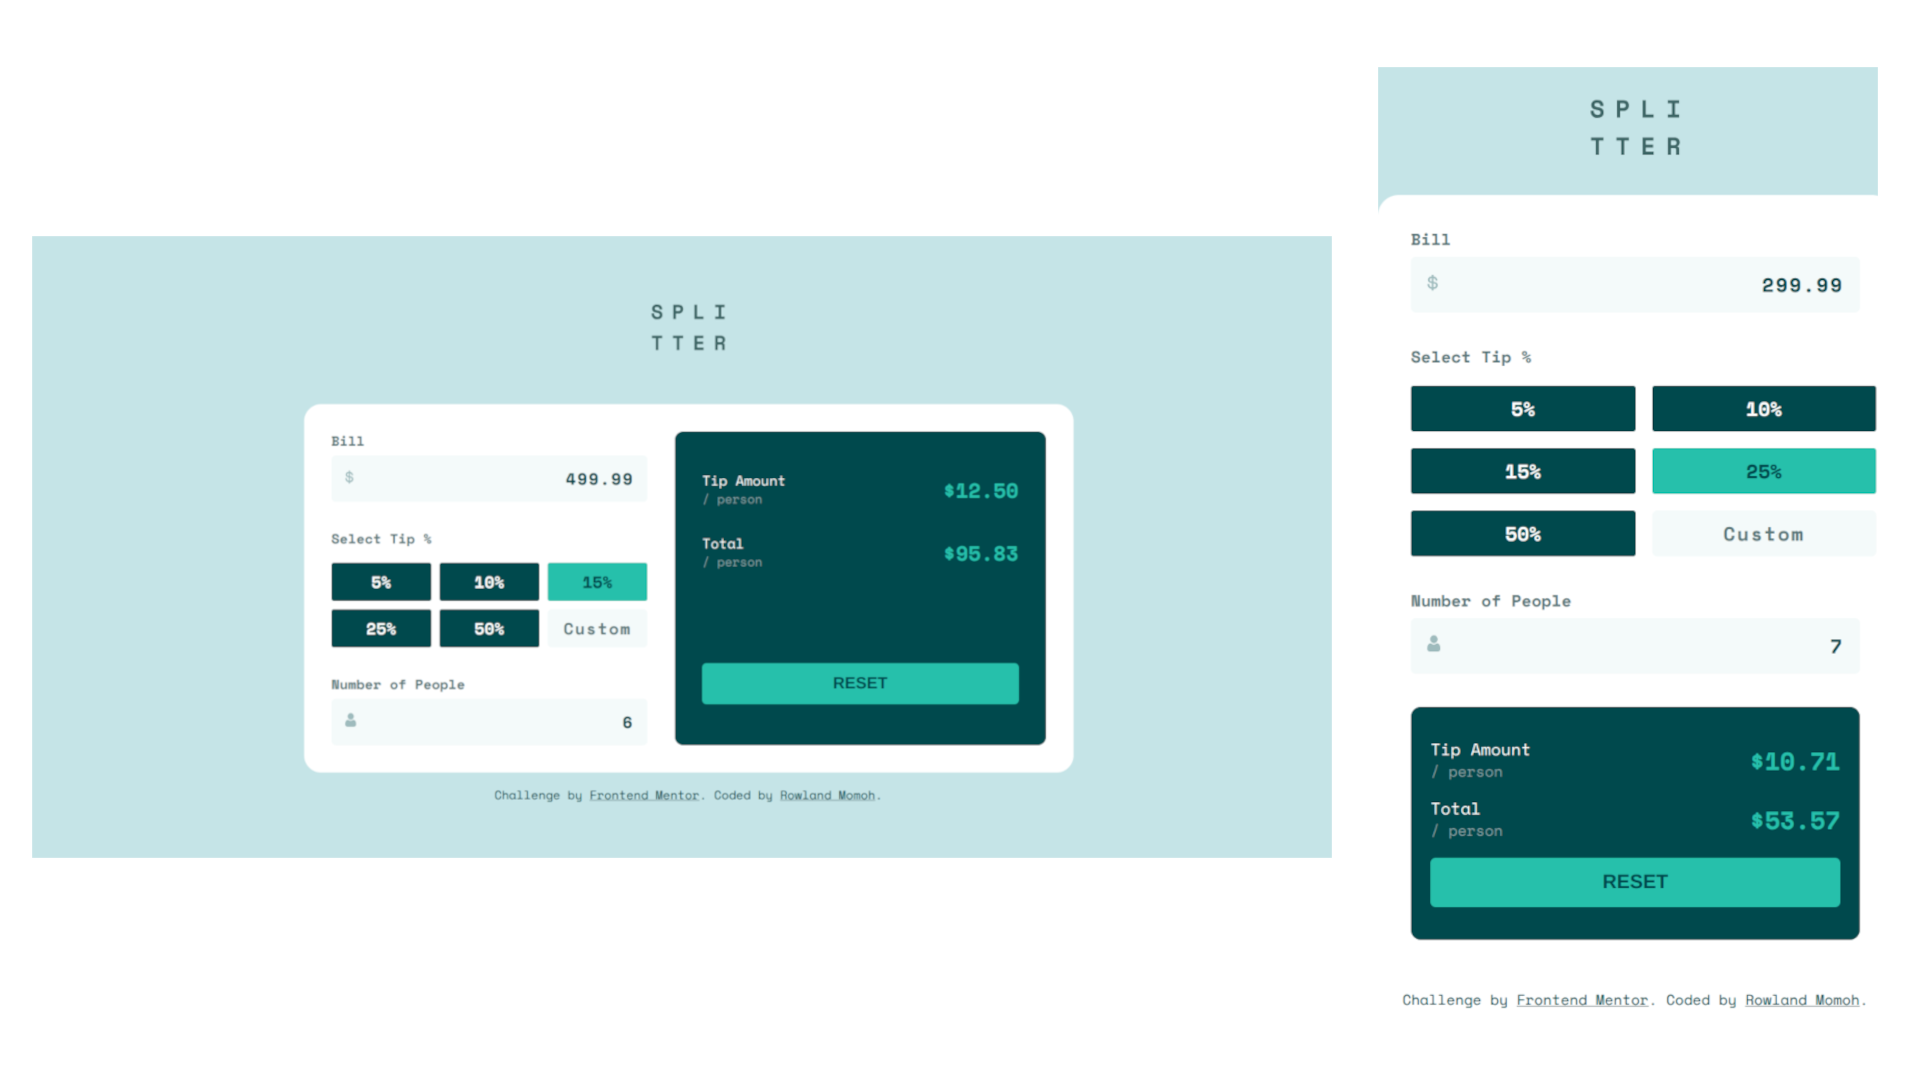 SPLI
TTER
Bill
$ 499.99
Select Tip %
5% 10% 15%
25% 50% Custom
Number of People
6
Tip Amount
/ person
$12.50
Total
/ person
$95.83
RESET
Challenge by Frontend Mentor. Coded by Rowland Momoh.
SPLI
TTER
Bill
$ 299.99
Select Tip %
5% 10%
15% 25%
50% Custom
Number of People
7
Tip Amount
/ person
$10.71
Total
/ person
$53.57
RESET
Challenge by Frontend Mentor. Coded by Rowland Momoh.